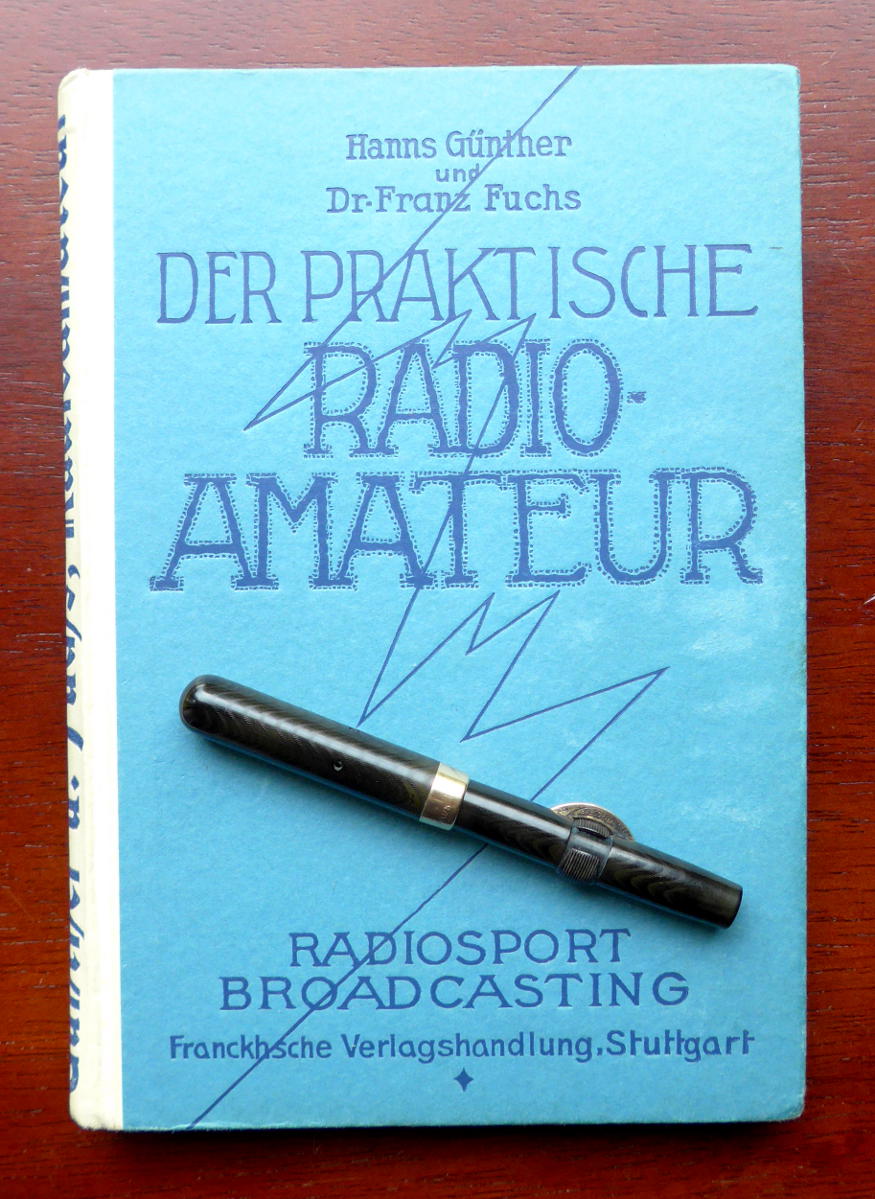 Hanns Günther
und
Dr. Franz Fuchs
DER PRAKTISCHE
RADIO-
AMATEUR
RADIOSPORT
BROADCASTING
Franckhsche Verlagshandlung, Stuttgart